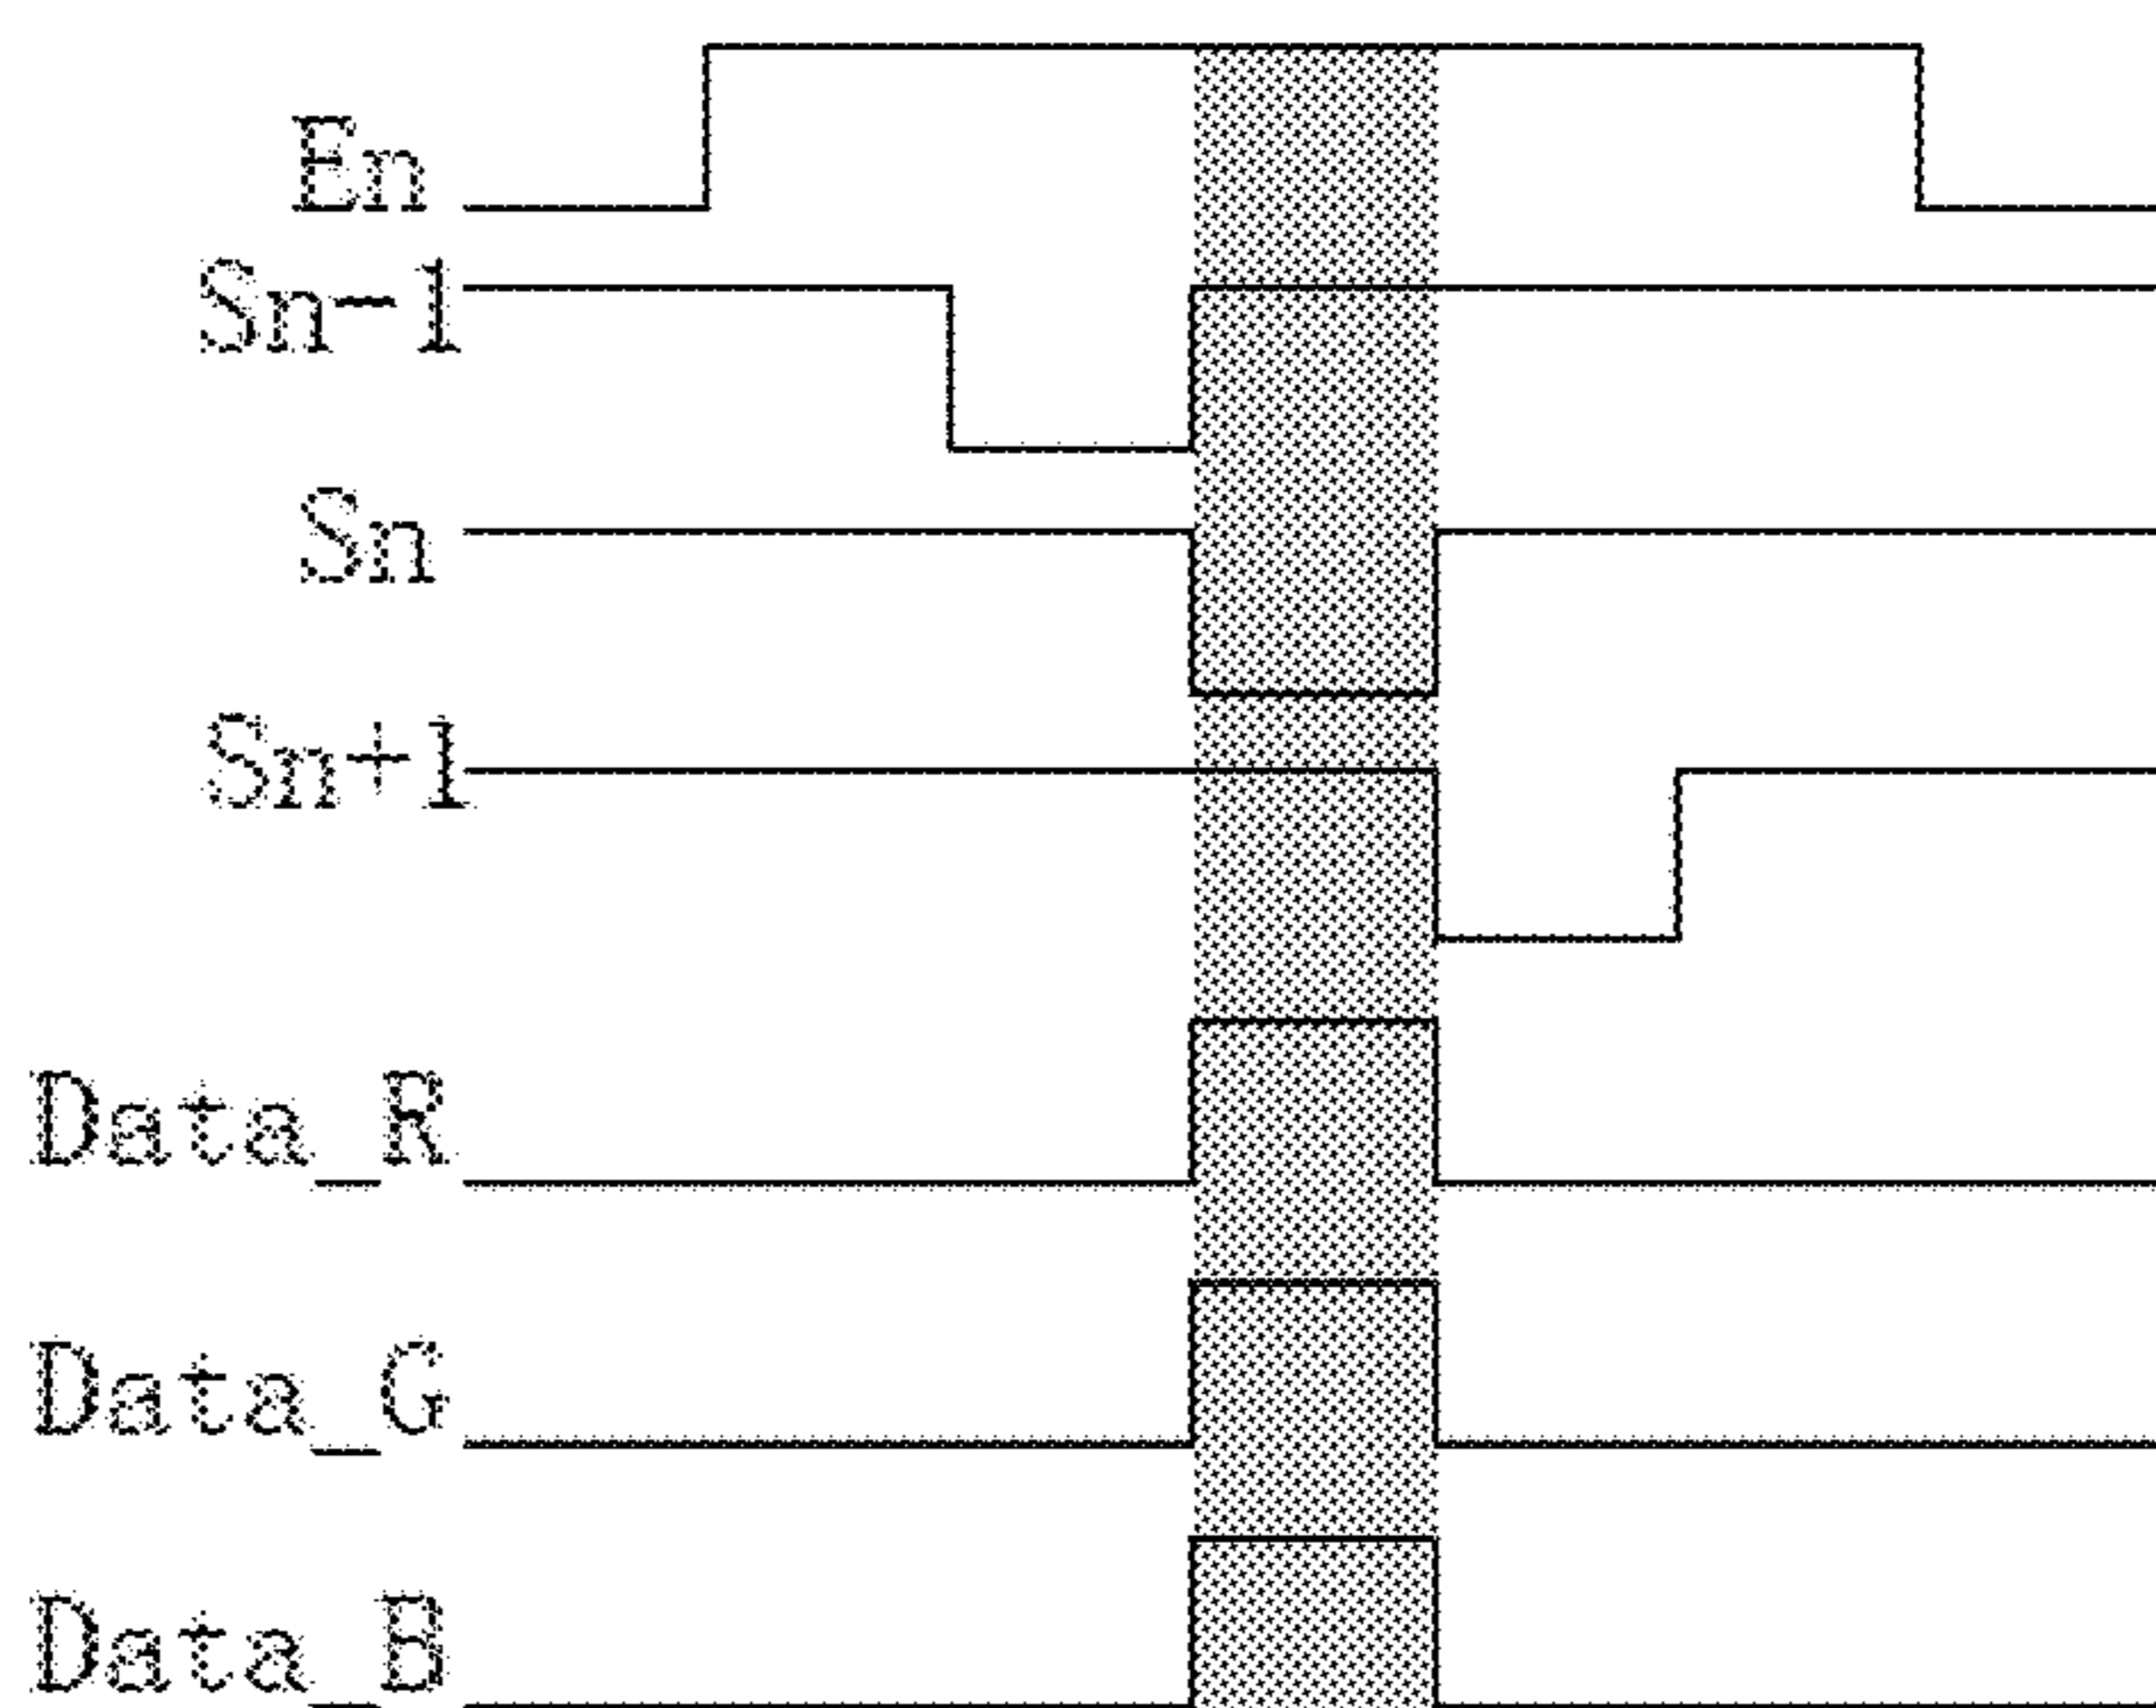 En
Sn-1
Sn
Sn+1
Data_R
Data_G
Data_B